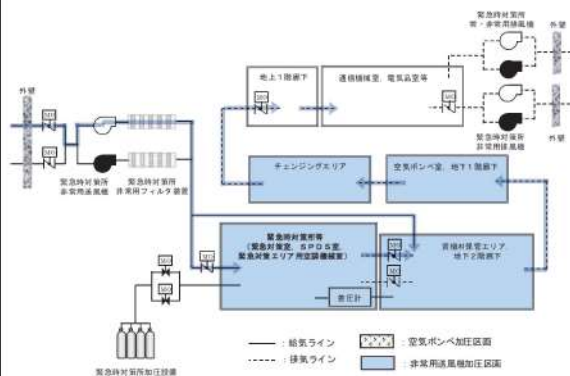 緊急時対策所
常・非常用排風機
外壁
地上1階廊下
通信機械室,電気品室等
MO
MO
外壁
MO
MO
緊急時対策所
非常用送風機
緊急時対策所
非常用フィルタ装置
緊急時対策所
非常用排風機
外壁
チェンジングエリア
空気ボンベ室,地下1階廊下
緊急時対策所等
(緊急対策室,SPDS室,
緊急対策エリア用空調機械室)
MO
MO
MO
資機材保管エリア,
地下2階廊下
MO
MO
差圧計
緊急時対策所加圧設備
:給気ライン
:排気ライン
:空気ボンベ加圧区画
:非常用送風機加圧区画